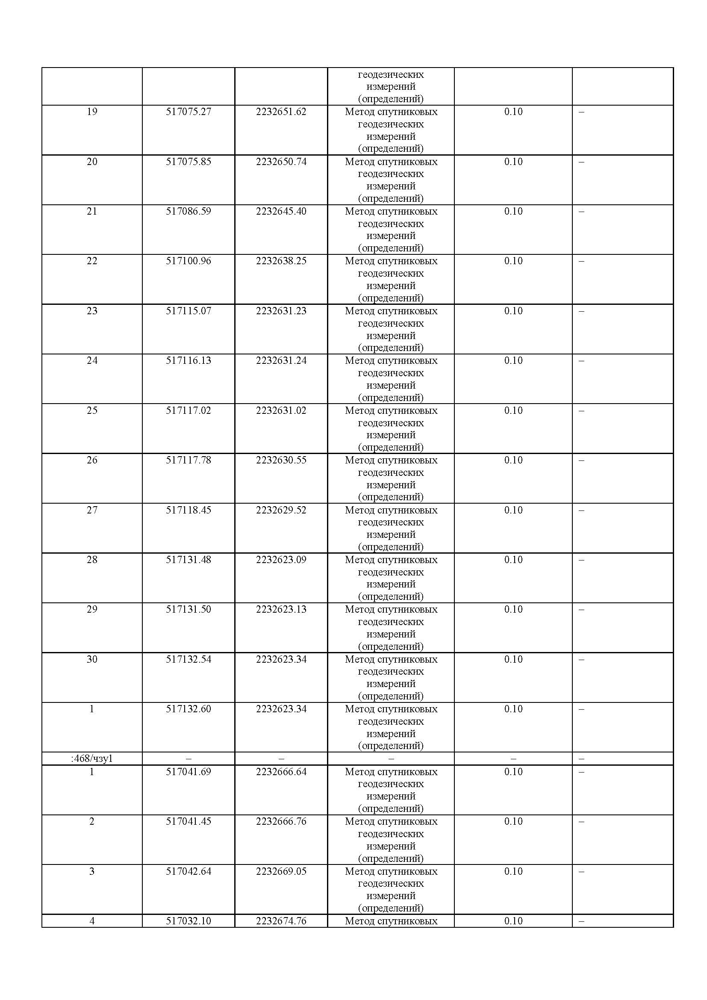 геодезических
измерений
(определений)
19 517075.27 2232651.62 Метод спутниковых 0.10 –
геодезических
измерений
(определений)
20 517075.85 2232650.74 Метод спутниковых 0.10 –
геодезических
измерений
(определений)
21 517086.59 2232645.40 Метод спутниковых 0.10 –
геодезических
измерений
(определений)
22 517100.96 2232638.25 Метод спутниковых 0.10 –
геодезических
измерений
(определений)
23 517115.07 2232631.23 Метод спутниковых 0.10 –
геодезических
измерений
(определений)
24 517116.13 2232631.24 Метод спутниковых 0.10 –
геодезических
измерений
(определений)
25 517117.02 2232631.02 Метод спутниковых 0.10 –
геодезических
измерений
(определений)
26 517117.78 2232630.55 Метод спутниковых 0.10 –
геодезических
измерений
(определений)
27 517118.45 2232629.52 Метод спутниковых 0.10 –
геодезических
измерений
(определений)
28 517131.48 2232623.09 Метод спутниковых 0.10 –
геодезических
измерений
(определений)
29 517131.50 2232623.13 Метод спутниковых 0.10 –
геодезических
измерений
(определений)
30 517132.54 2232623.34 Метод спутниковых 0.10 –
геодезических
измерений
(определений)
1 517132.60 2232623.34 Метод спутниковых 0.10 –
геодезических
измерений
(определений)
:468/чзу1 – – – – –
1 517041.69 2232666.64 Метод спутниковых 0.10 –
геодезических
измерений
(определений)
2 517041.45 2232666.76 Метод спутниковых 0.10 –
геодезических
измерений
(определений)
3 517042.64 2232669.05 Метод спутниковых 0.10 –
геодезических
измерений
(определений)
4 517032.10 2232674.76 Метод спутниковых 0.10 –